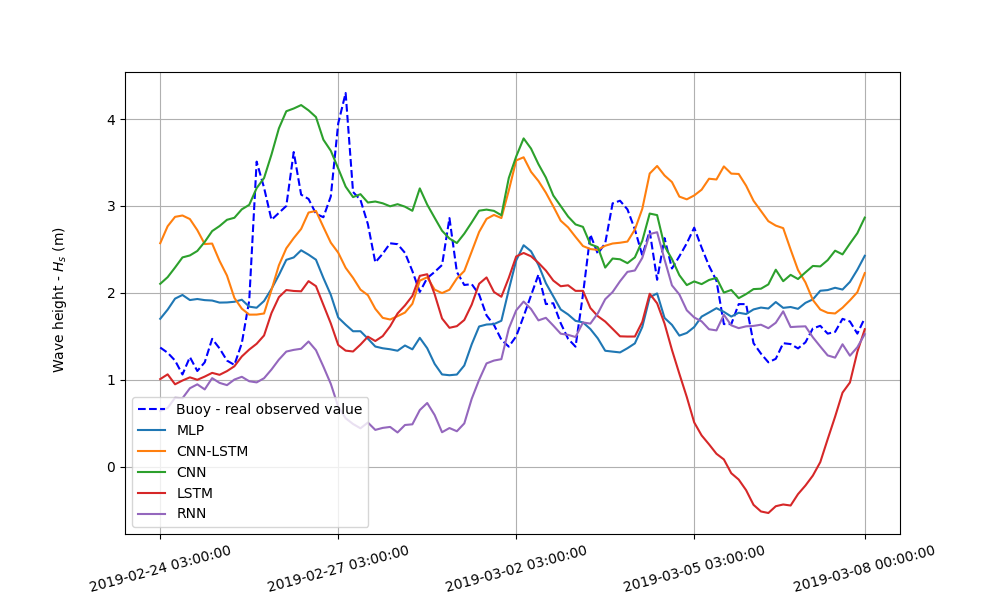 4
3
2
1
0
Wave height - Hs (m)
Buoy - real observed value
MLP
CNN-LSTM
CNN
LSTM
RNN
2019-02-24 03:00:00
2019-02-27 03:00:00
2019-03-02 03:00:00
2019-03-05 03:00:00
2019-03-08 00:00:00